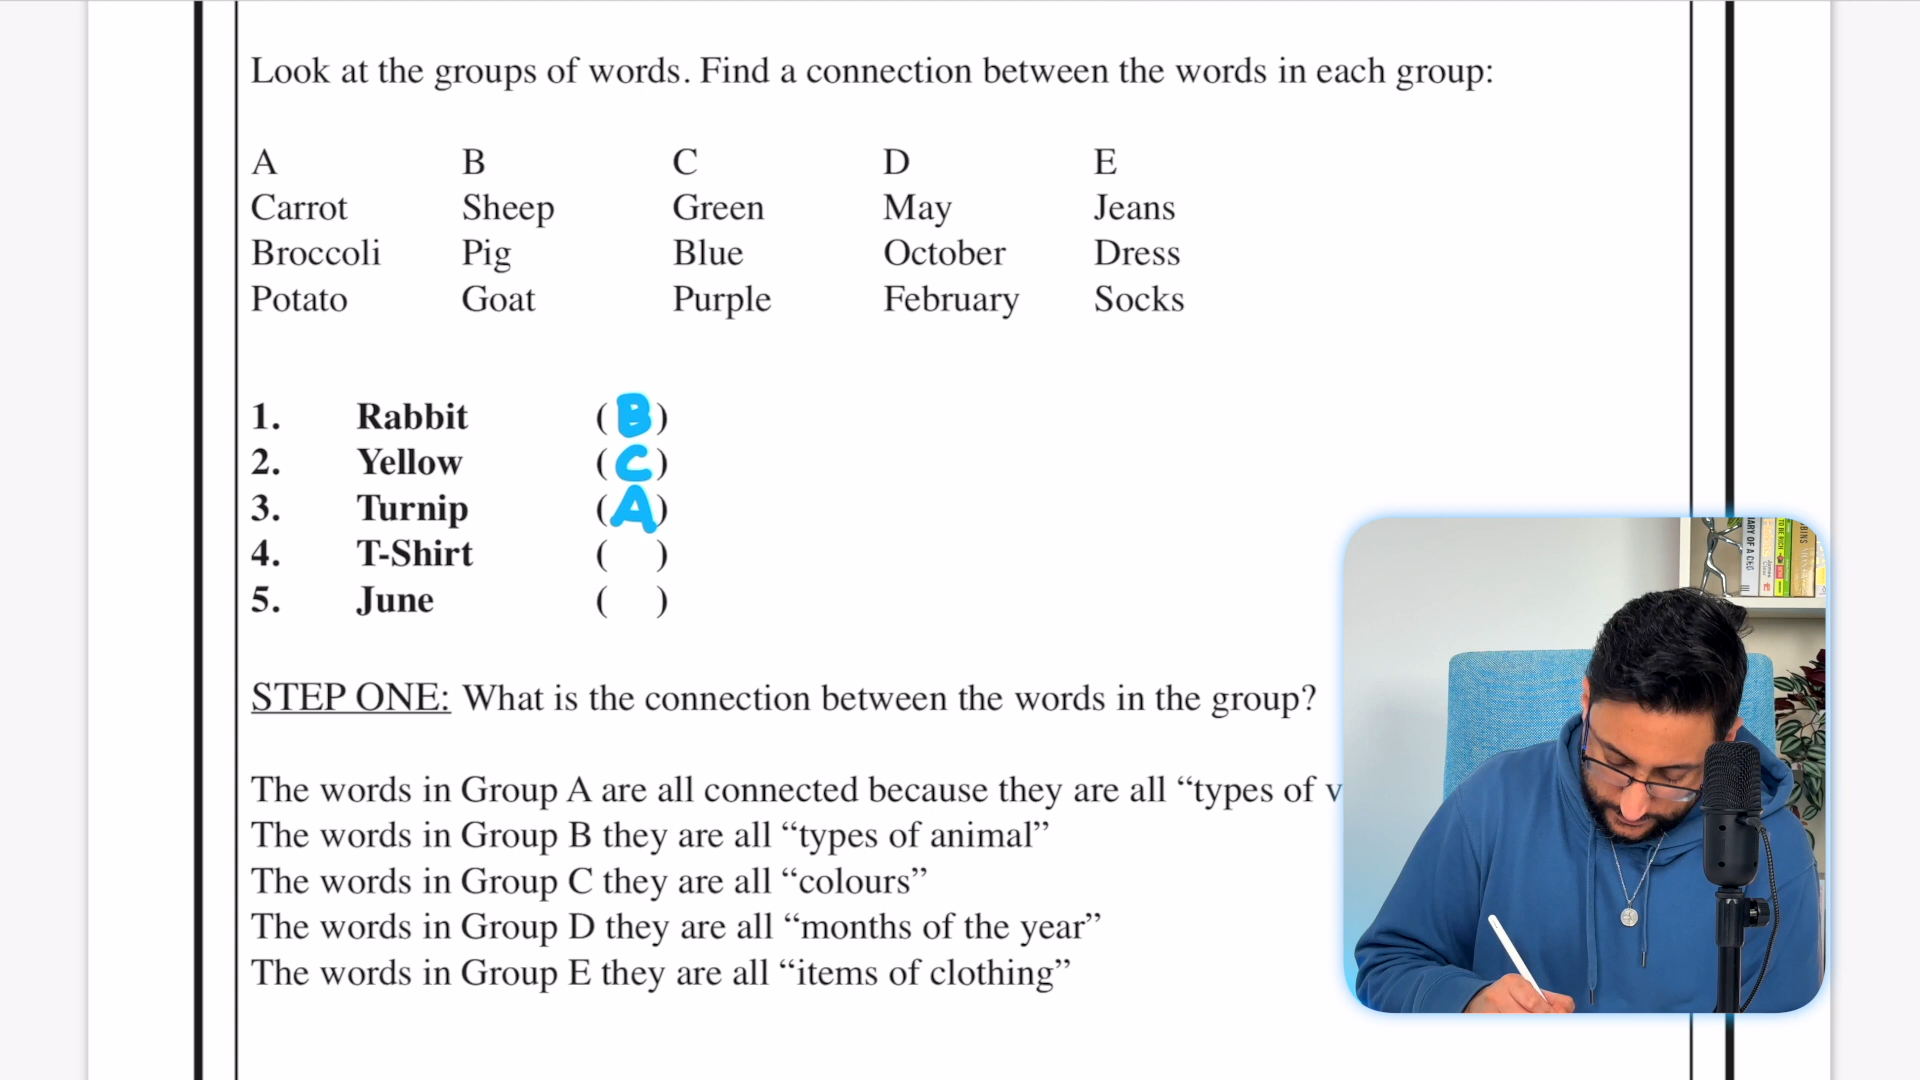 Look at the groups of words. Find a connection between the words in each group:
A B C D E
Carrot Sheep Green May Jeans
Broccoli Pig Blue October Dress
Potato Goat Purple February Socks
1. Rabbit (B)
2. Yellow (C)
3. Turnip (A)
4. T-Shirt ( )
5. June ( )
STEP ONE: What is the connection between the words in the group?
The words in Group A are all connected because they are all “types of v
The words in Group B they are all “types of animal”
The words in Group C they are all “colours”
The words in Group D they are all “months of the year”
The words in Group E they are all “items of clothing”